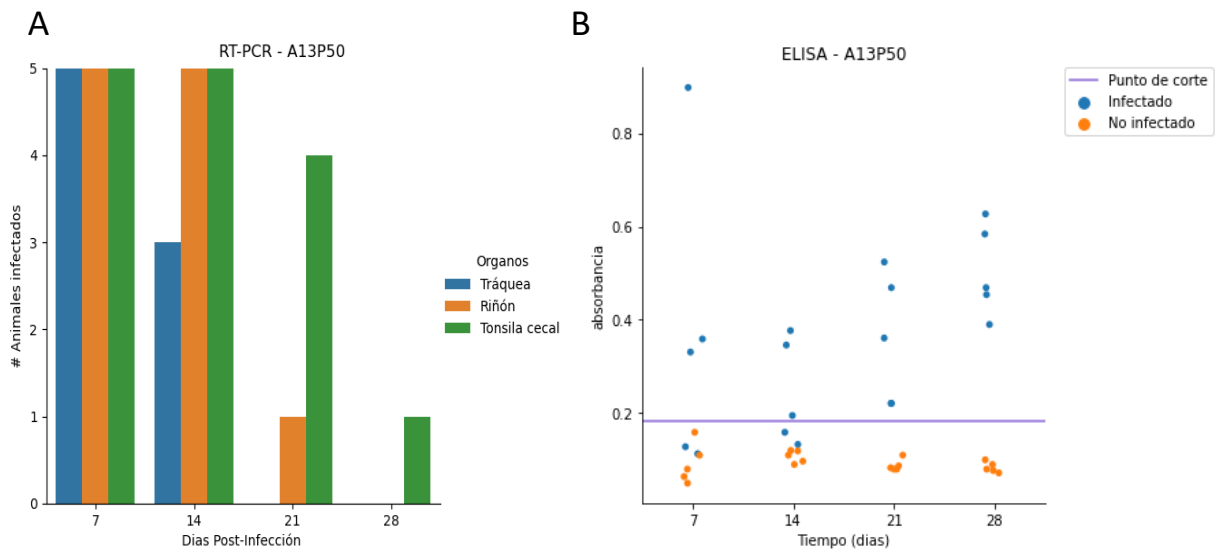 A
RT-PCR - A13P50
# Animales infectados
5
4
3
2
1
0
7 14 21 28
Dias Post-Infección
Organos
Tráquea
Riñón
Tonsila cecal
B
ELISA - A13P50
absorbancia
0.8
0.6
0.4
0.2
7 14 21 28
Tiempo (dias)
Punto de corte
Infectado
No infectado